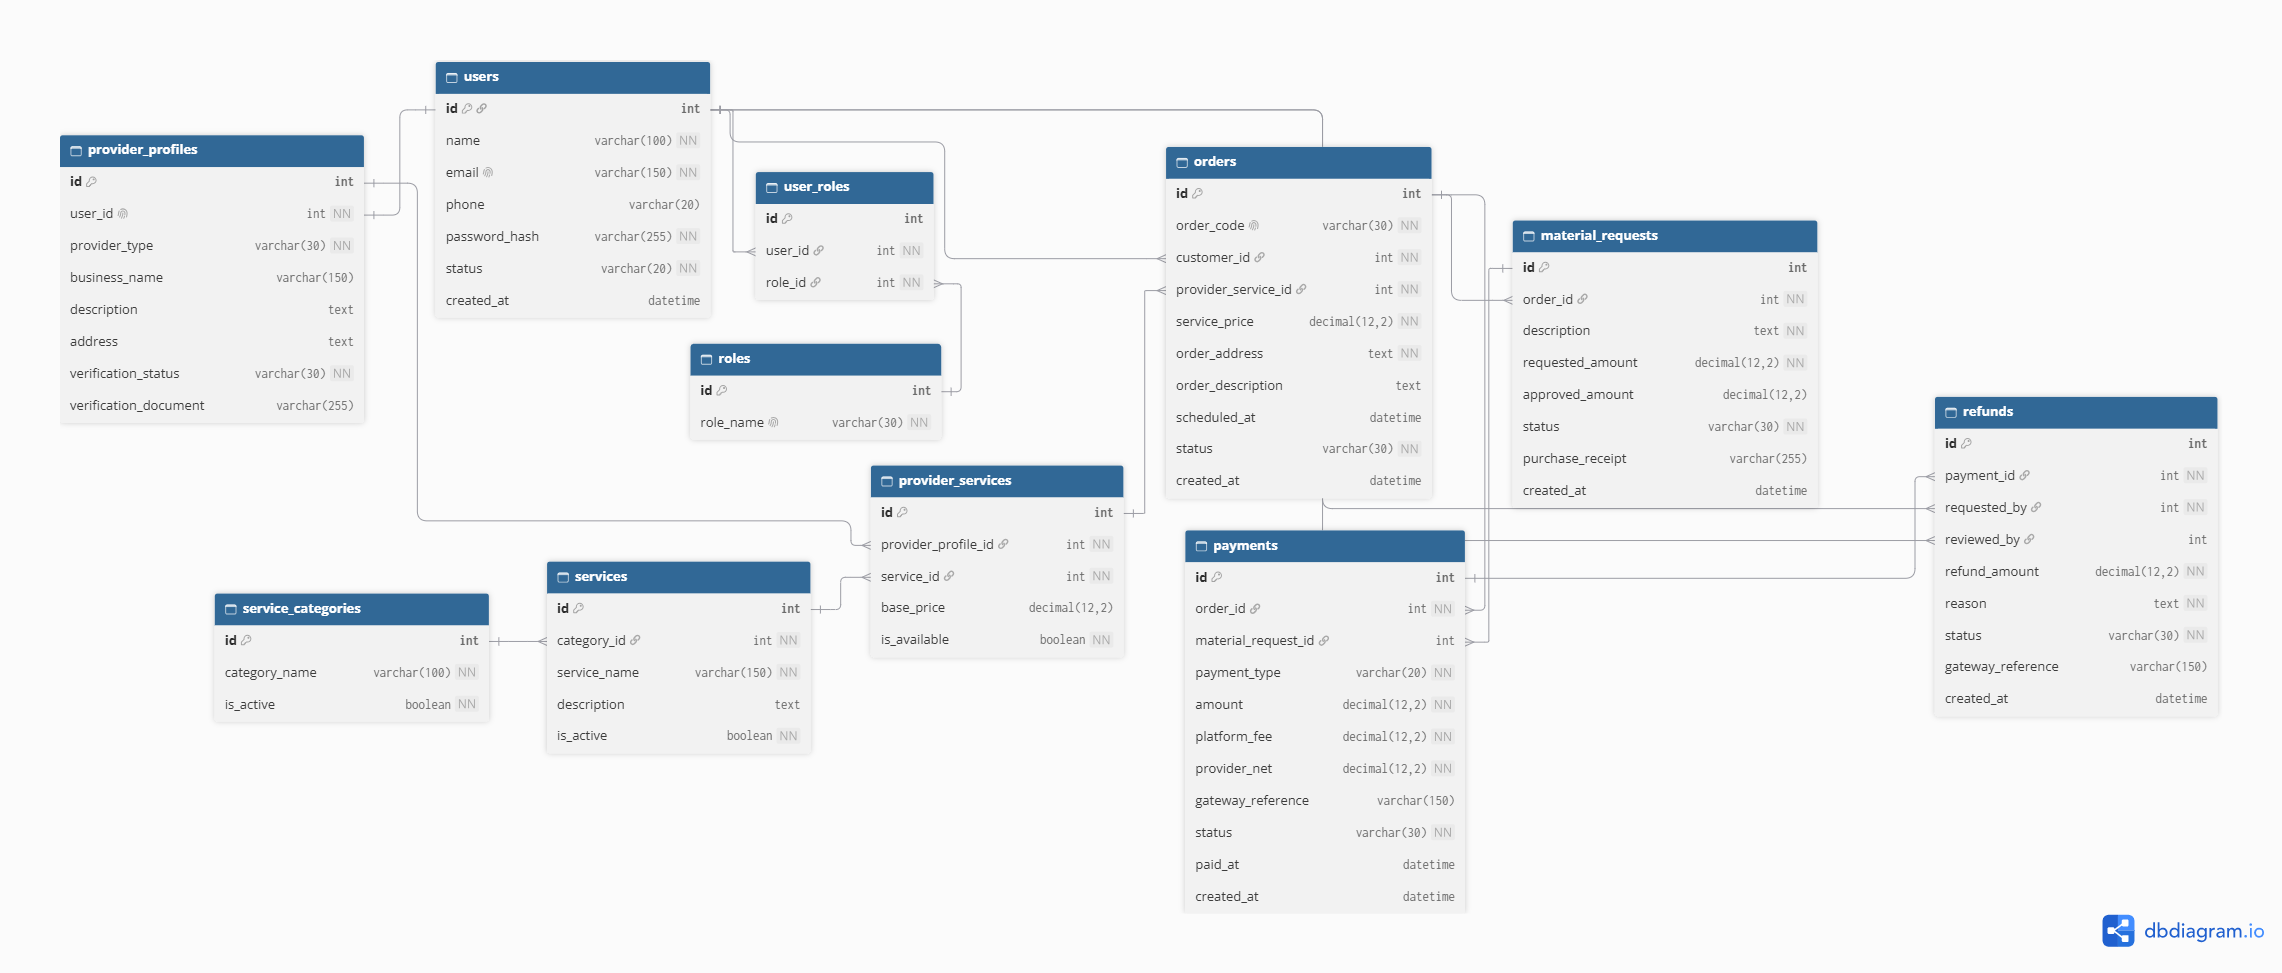 users
id int
name varchar(100) NN
email varchar(150) NN
phone varchar(20)
password_hash varchar(255) NN
status varchar(20) NN
created_at datetime
provider_profiles
id int
user_id int NN
provider_type varchar(30) NN
business_name varchar(150)
description text
address text
verification_status varchar(30) NN
verification_document varchar(255)
user_roles
id int
user_id int NN
role_id int NN
roles
id int
role_name varchar(30) NN
orders
id int
order_code varchar(30) NN
customer_id int NN
provider_service_id int NN
service_price decimal(12,2) NN
order_address text NN
order_description text
scheduled_at datetime
status varchar(30) NN
created_at datetime
material_requests
id int
order_id int NN
description text NN
requested_amount decimal(12,2) NN
approved_amount decimal(12,2)
status varchar(30) NN
purchase_receipt varchar(255)
created_at datetime
refunds
id int
payment_id int NN
requested_by int NN
reviewed_by int
refund_amount decimal(12,2) NN
reason text NN
status varchar(30) NN
gateway_reference varchar(150)
created_at datetime
provider_services
id int
provider_profile_id int NN
service_id int NN
base_price decimal(12,2)
is_available boolean NN
services
id int
category_id int NN
service_name varchar(150) NN
description text
is_active boolean NN
service_categories
id int
category_name varchar(100) NN
is_active boolean NN
payments
id int
order_id int NN
material_request_id int
payment_type varchar(20) NN
amount decimal(12,2) NN
platform_fee decimal(12,2) NN
provider_net decimal(12,2) NN
gateway_reference varchar(150)
status varchar(30) NN
paid_at datetime
created_at datetime
dbdiagram.io